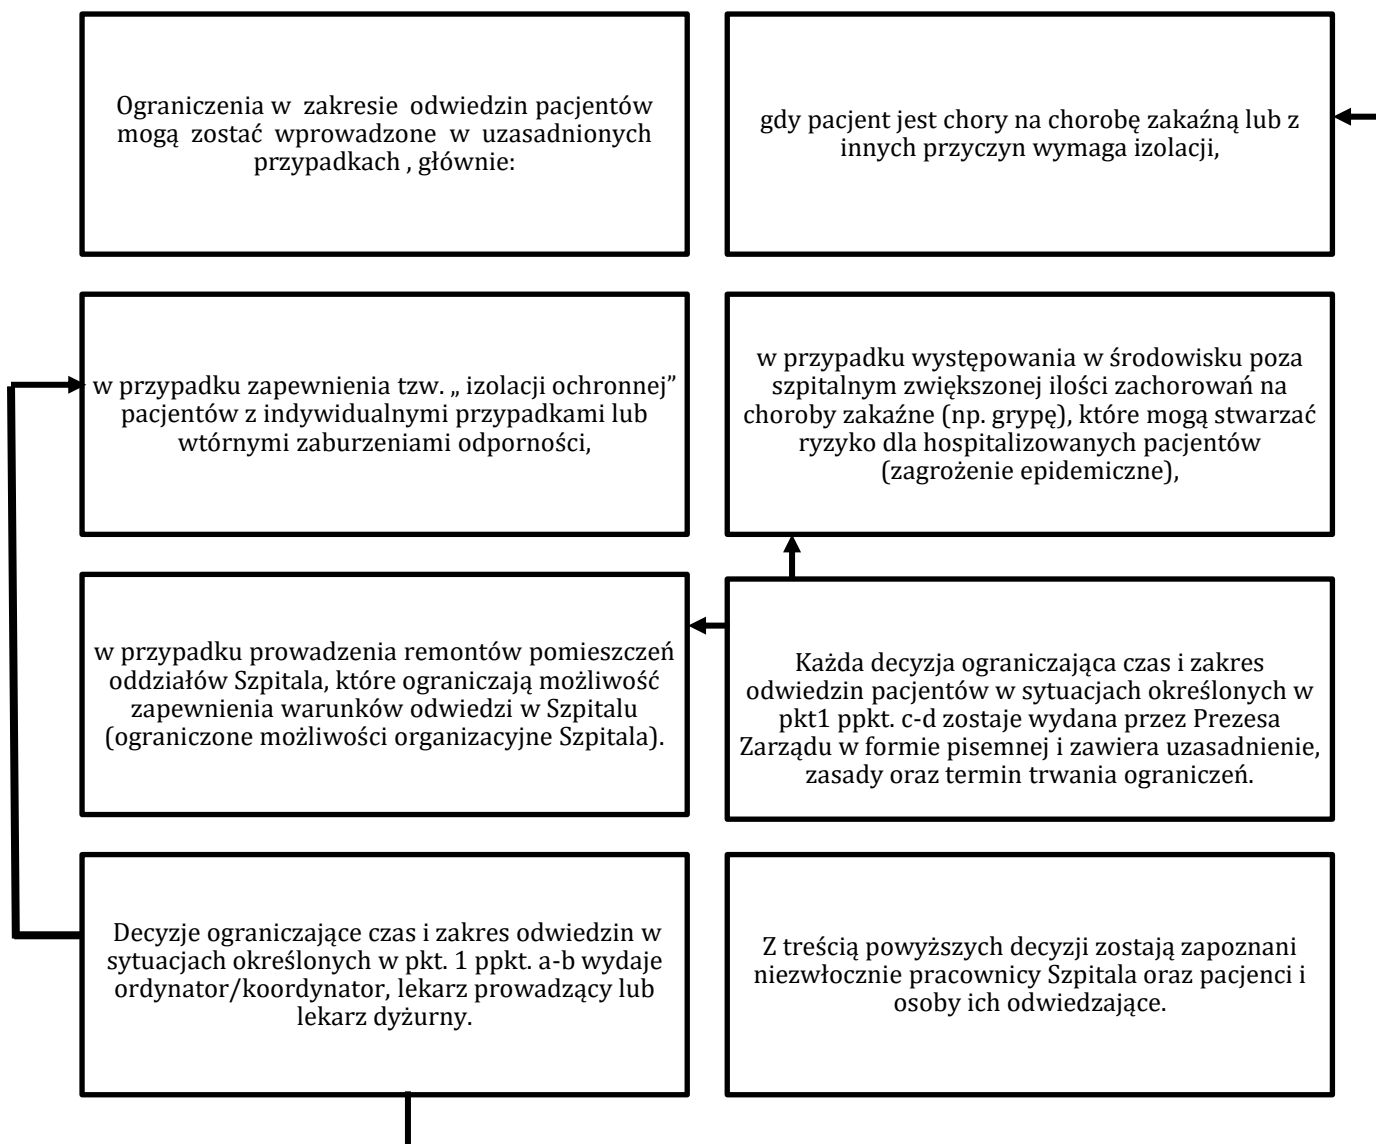 Ograniczenia w zakresie odwiedzin pacjentów
mogą zostać wprowadzone w uzasadnionych
przypadkach , głównie:
gdy pacjent jest chory na chorobę zakaźną lub z
innych przyczyn wymaga izolacji,
w przypadku zapewnienia tzw. „ izolacji ochronnej”
pacjentów z indywidualnymi przypadkami lub
wtórnymi zaburzeniami odporności,
w przypadku występowania w środowisku poza
szpitalnym zwiększonej ilości zachorowań na
choroby zakaźne (np. grypę), które mogą stwarzać
ryzyko dla hospitalizowanych pacjentów
(zagrożenie epidemiczne),
w przypadku prowadzenia remontów pomieszczeń
oddziałów Szpitala, które ograniczają możliwość
zapewnienia warunków odwiedzi w Szpitalu
(ograniczone możliwości organizacyjne Szpitala).
Każda decyzja ograniczająca czas i zakres
odwiedzin pacjentów w sytuacjach określonych w
pkt1 ppkt. c-d zostaje wydana przez Prezesa
Zarządu w formie pisemnej i zawiera uzasadnienie,
zasady oraz termin trwania ograniczeń.
Decyzje ograniczające czas i zakres odwiedzin w
sytuacjach określonych w pkt. 1 ppkt. a-b wydaje
ordynator/koordynator, lekarz prowadzący lub
lekarz dyżurny.
Z treścią powyższych decyzji zostają zapoznani
niezwłocznie pracownicy Szpitala oraz pacjenci i
osoby ich odwiedzające.